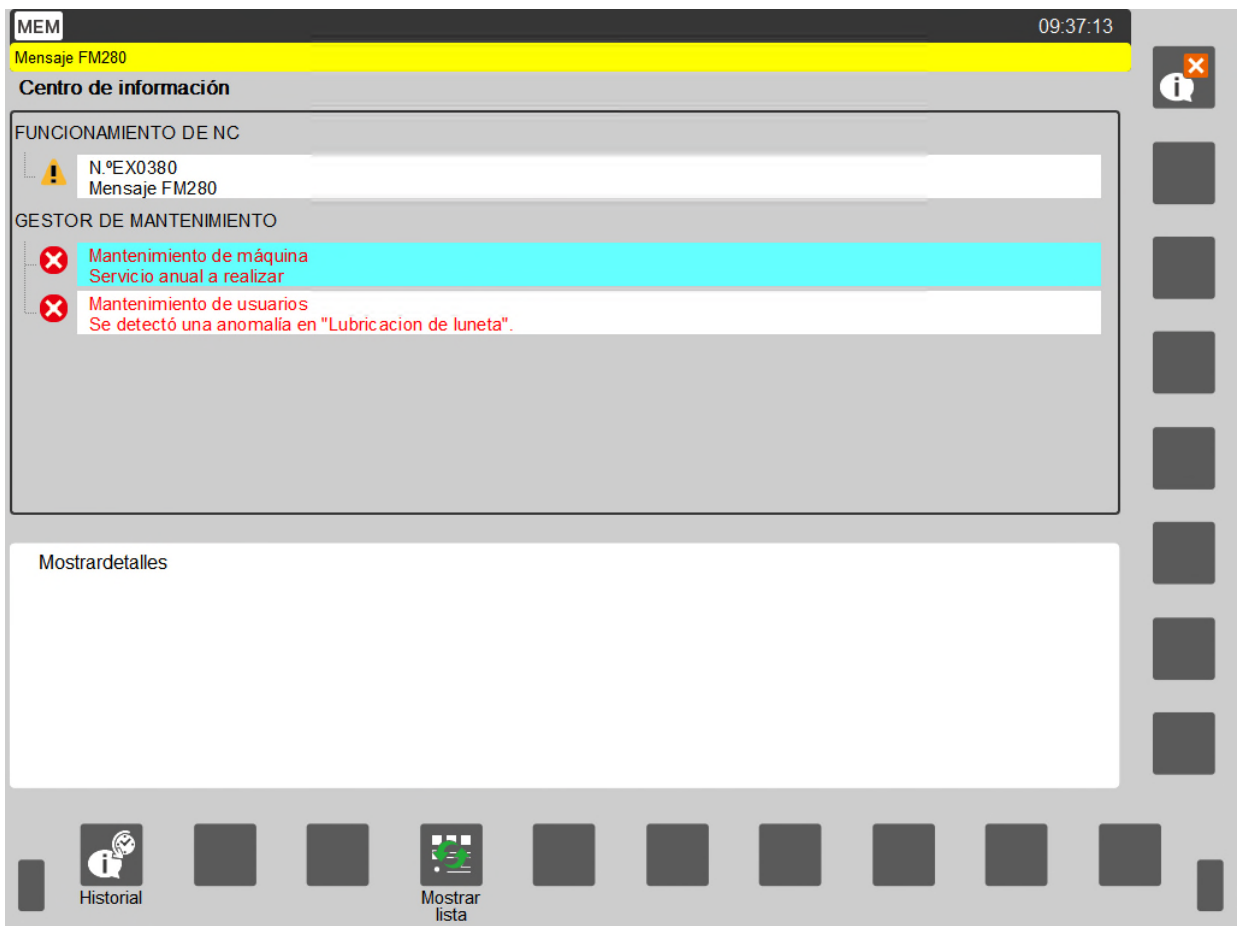 MEM
09:37:13
Mensaje FM280
Centro de información
FUNCIONAMIENTO DE NC
N.ºEX0380
Mensaje FM280
GESTOR DE MANTENIMIENTO
Mantenimiento de máquina
Servicio anual a realizar
Mantenimiento de usuarios
Se detectó una anomalía en "Lubricacion de luneta".
Mostrardetalles
Historial
Mostrar
lista